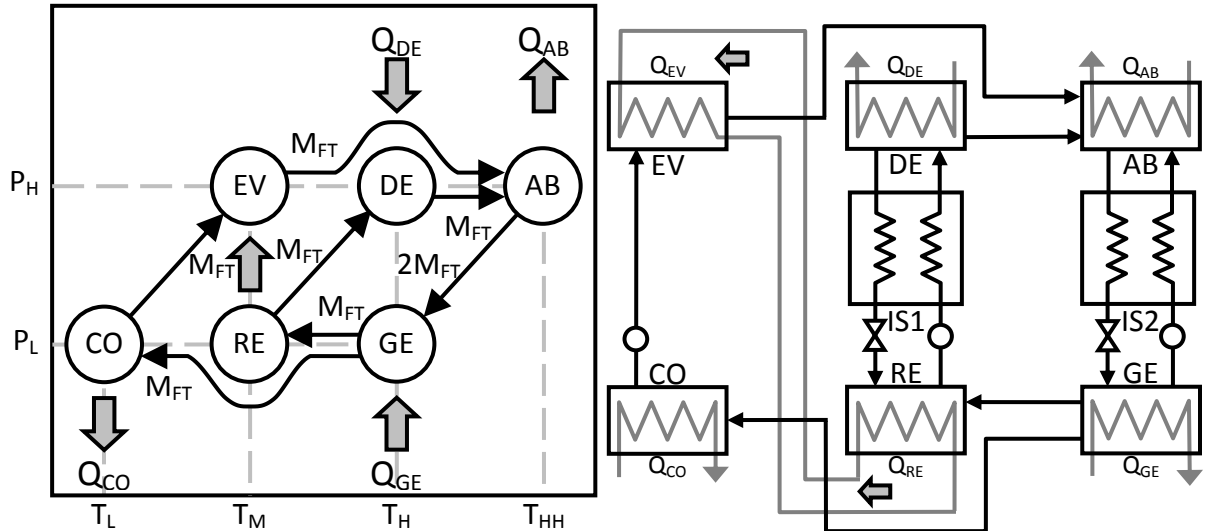 Q_DE Q_AB
M_FT
P_H EV DE AB
M_FT M_FT M_FT
2M_FT
M_FT
P_L CO RE GE
M_FT
Q_CO Q_GE
T_L T_M T_H T_HH
Q_EV Q_DE Q_AB
EV DE AB
IS1 IS2
CO RE GE
Q_CO Q_RE Q_GE